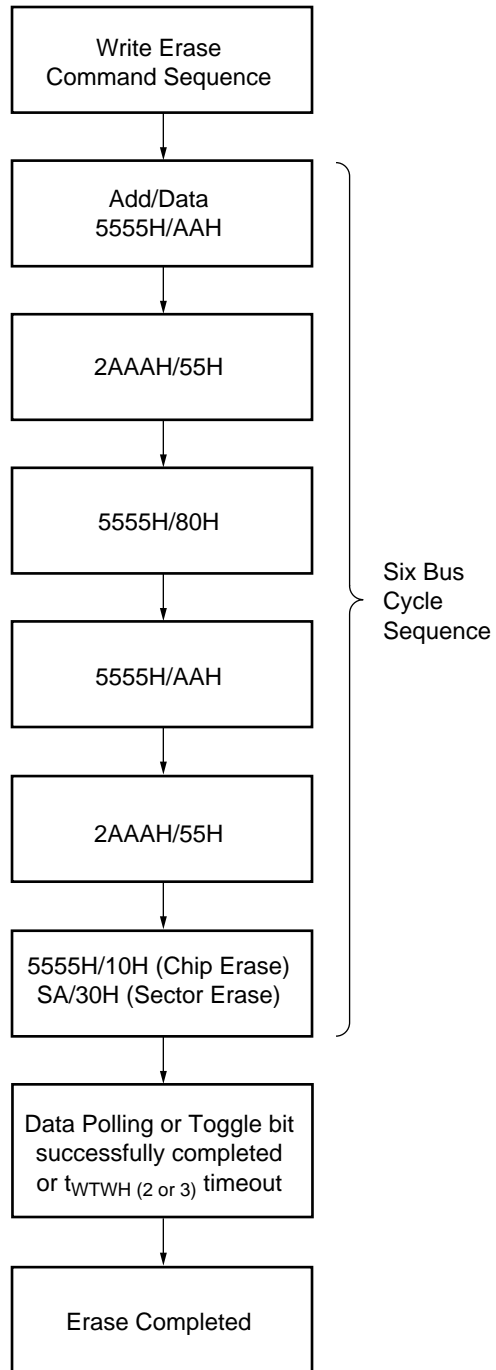 Write Erase
Command Sequence
Add/Data
5555H/AAH
2AAAH/55H
5555H/80H
5555H/AAH
2AAAH/55H
5555H/10H (Chip Erase)
SA/30H (Sector Erase)
Six Bus
Cycle
Sequence
Data Polling or Toggle bit
successfully completed
or tWTWH (2 or 3) timeout
Erase Completed